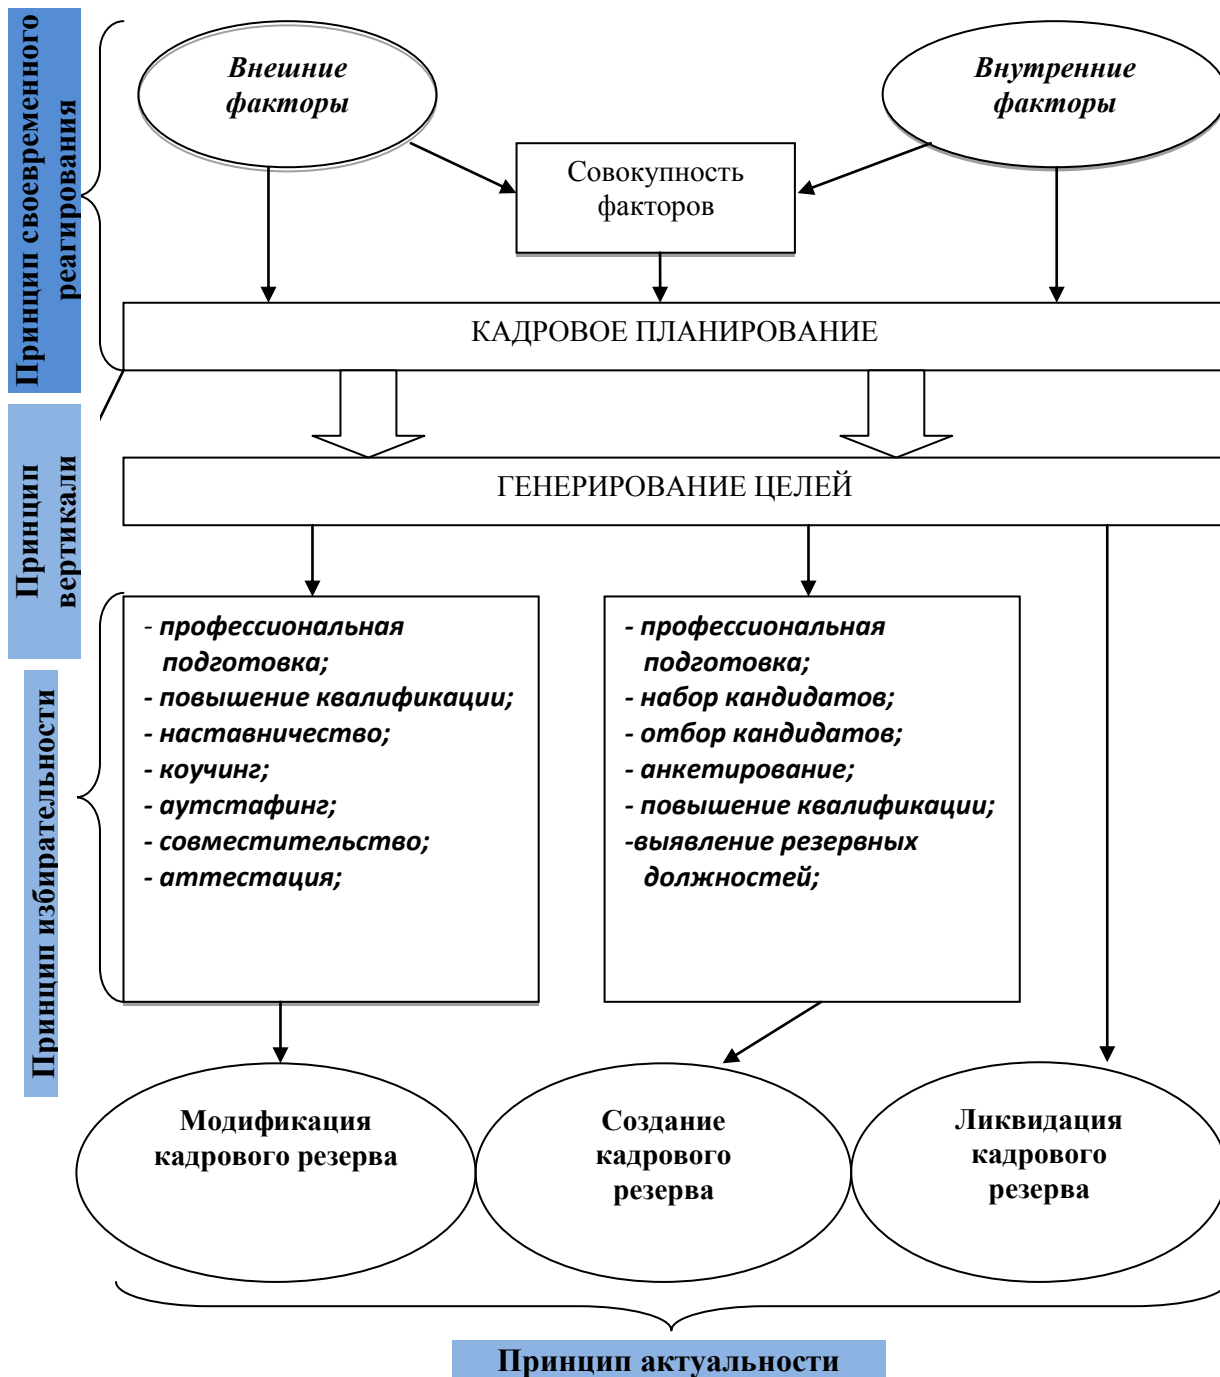 Принцип своевременного
реагирования
Внешние
факторы
Внутренние
факторы
Совокупность
факторов
КАДРОВОЕ ПЛАНИРОВАНИЕ
Принцип
вертикали
ГЕНЕРИРОВАНИЕ ЦЕЛЕЙ
Принцип избирательности
- профессиональная
подготовка;
- повышение квалификации;
- наставничество;
- коучинг;
- аутстафинг;
- совместительство;
- аттестация;
- профессиональная
подготовка;
- набор кандидатов;
- отбор кандидатов;
- анкетирование;
- повышение квалификации;
-выявление резервных
должностей;
Модификация
кадрового резерва
Создание
кадрового
резерва
Ликвидация
кадрового
резерва
Принцип актуальности